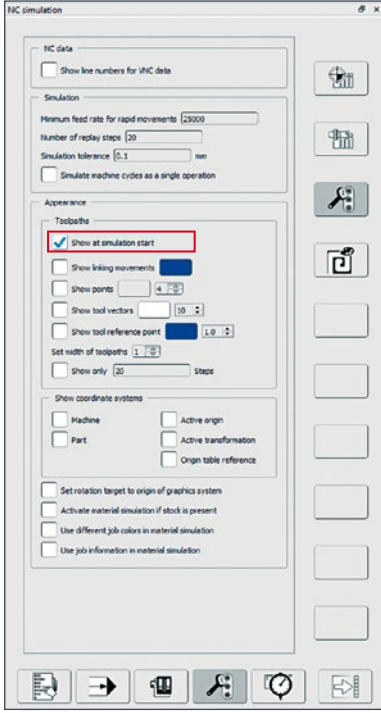 NC simulation
NC data
Show line numbers for VNC data
Simulation
Minimum feed rate for rapid movements 25000
Number of replay steps 20
Simulation tolerance 0.1 mm
Simulate machine cycles as a single operation
Appearance
Toolpaths
Show at simulation start
Show linking movements
Show points 4
Show tool vectors 10
Show tool reference point 1.0
Set width of toolpaths 1
Show only 20 Steps
Show coordinate systems
Machine Active origin
Part Active transformation
Origin table reference
Set rotation target to origin of graphics system
Activate material simulation if stock is present
Use different job colors in material simulation
Use job information in material simulation